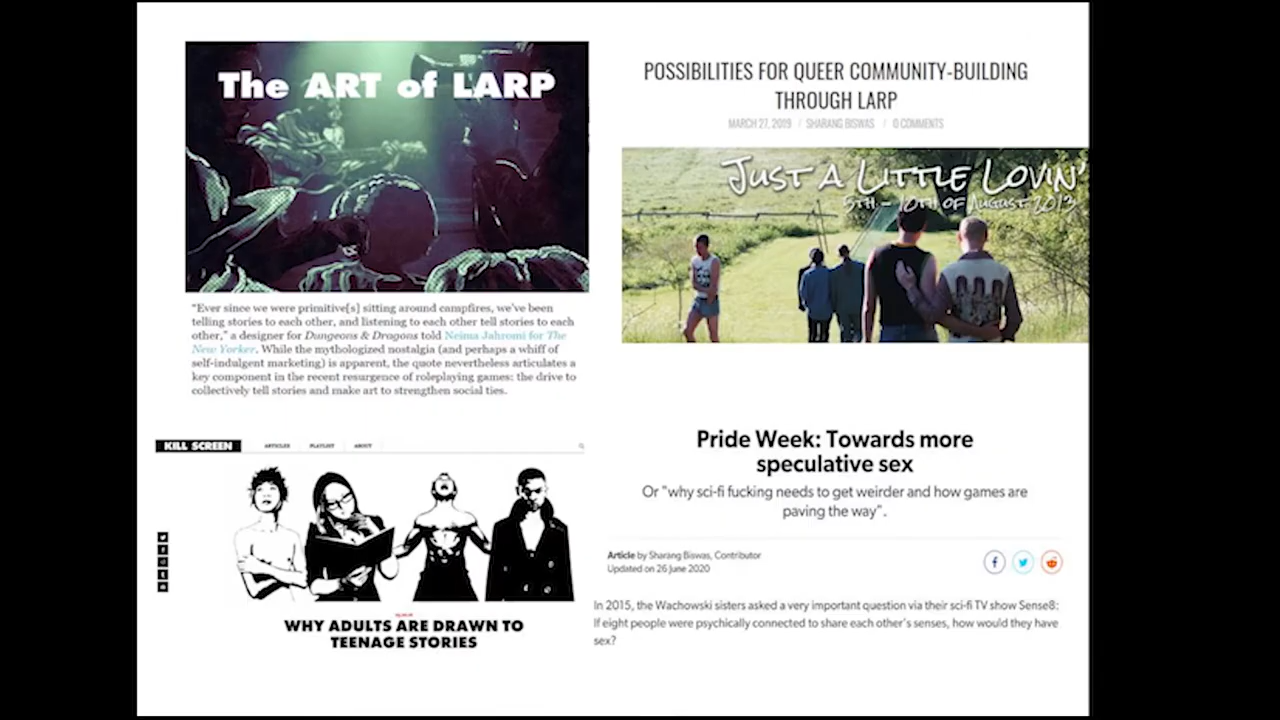 The ART of LARP
"Ever since we were primitive[s] sitting around campfires, we've been
telling stories to each other, and listening to each other tell stories to each
other," a designer for Dungeons & Dragons told Neima Jahromi for The
New Yorker. While the mythologized nostalgia (and perhaps a whiff of
self-indulgent marketing) is apparent, the quote nevertheless articulates a
key component in the recent resurgence of roleplaying games: the drive to
collectively tell stories and make art to strengthen social ties.
POSSIBILITIES FOR QUEER COMMUNITY-BUILDING
THROUGH LARP
MARCH 27, 2019 / SHARANG BISWAS / 0 COMMENTS
JUST A LITTLE LOVIN'
5TH - 10TH OF AUGUST 2013
KILL SCREEN
ARTICLES PLAYLIST ABOUT
WHY ADULTS ARE DRAWN TO
TEENAGE STORIES
Pride Week: Towards more
speculative sex
Or "why sci-fi fucking needs to get weirder and how games are
paving the way".
Article by Sharang Biswas, Contributor
Updated on 26 June 2020
In 2015, the Wachowski sisters asked a very important question via their sci-fi TV show Sense8:
If eight people were psychically connected to share each other's senses, how would they have
sex?